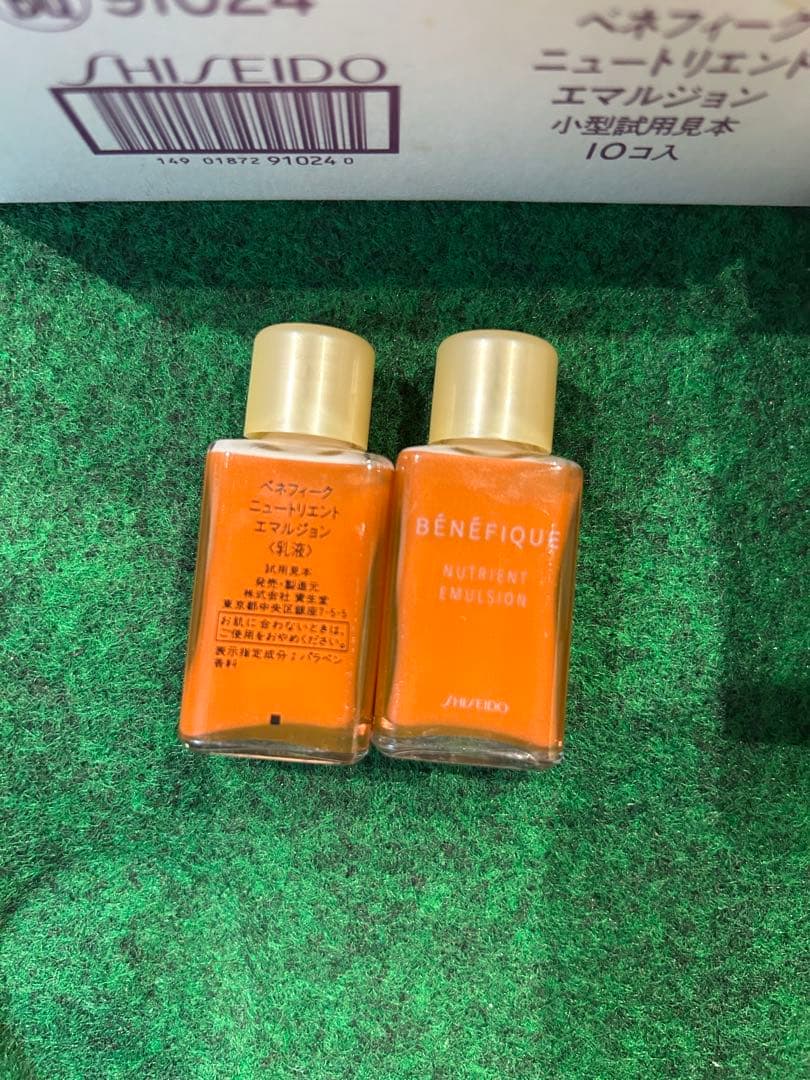 91024
SHISEIDO
149 01872 91024 0
ベネフィーク
ニュートリエント
エマルジョン
小型試用見本
10コ入
ベネフィーク
ニュートリエント
エマルジョン
〈乳液〉
試用見本
発売・製造元
株式会社 資生堂
東京都中央区銀座7-5-5
お肌に合わないときは、
ご使用をおやめください。
表示指定成分:パラベン
香料
BÉNÉFIQUE
NUTRIENT
EMULSION
SHISEIDO